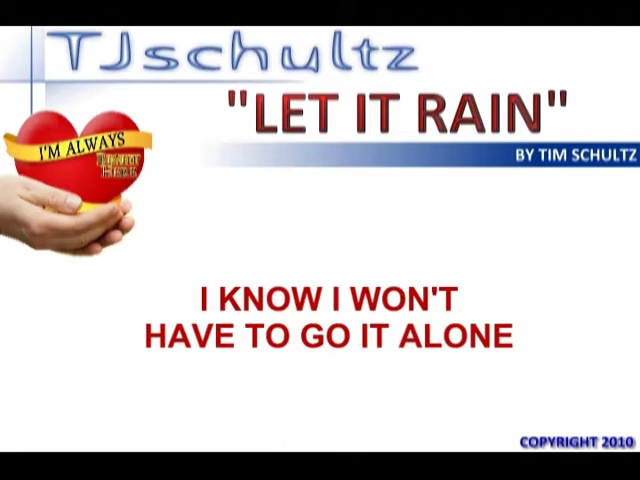 TJschultz
"LET IT RAIN"
BY TIM SCHULTZ
I'M ALWAYS
RIGHT
HERE
I KNOW I WON'T
HAVE TO GO IT ALONE
COPYRIGHT 2010